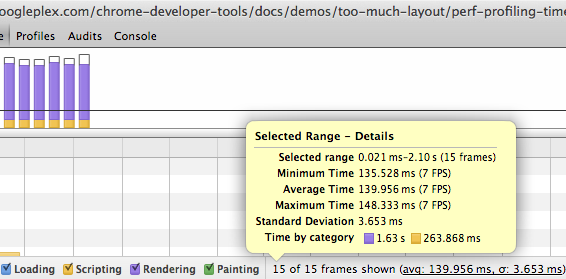 oogleplex.com/chrome-developer-tools/docs/demos/too-much-layout/perf-profiling-time
e Profiles Audits Console
Selected Range – Details
Selected range 0.021 ms–2.10 s (15 frames)
Minimum Time 135.528 ms (7 FPS)
Average Time 139.956 ms (7 FPS)
Maximum Time 148.333 ms (7 FPS)
Standard Deviation 3.653 ms
Time by category 1.63 s 263.868 ms
Loading Scripting Rendering Painting 15 of 15 frames shown (avg: 139.956 ms, σ: 3.653 ms)